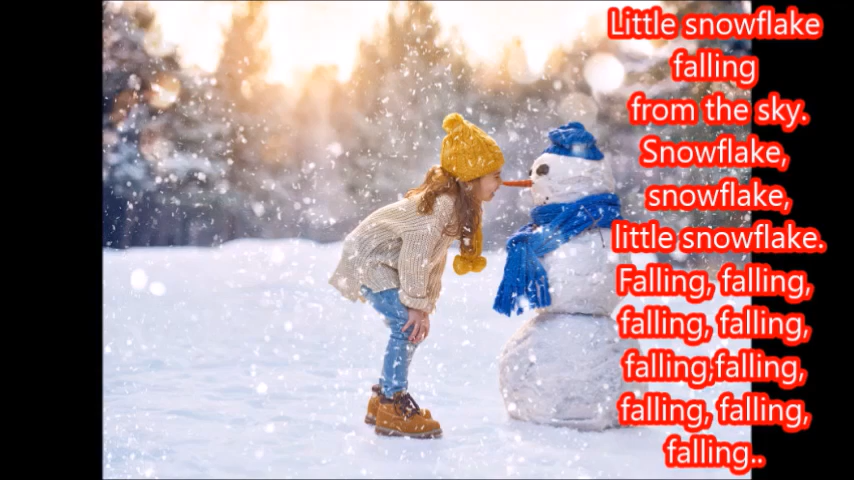 Little snowflake
falling
from the sky.
Snowflake,
snowflake,
little snowflake.
Falling, falling,
falling, falling,
falling,falling,
falling, falling,
falling..